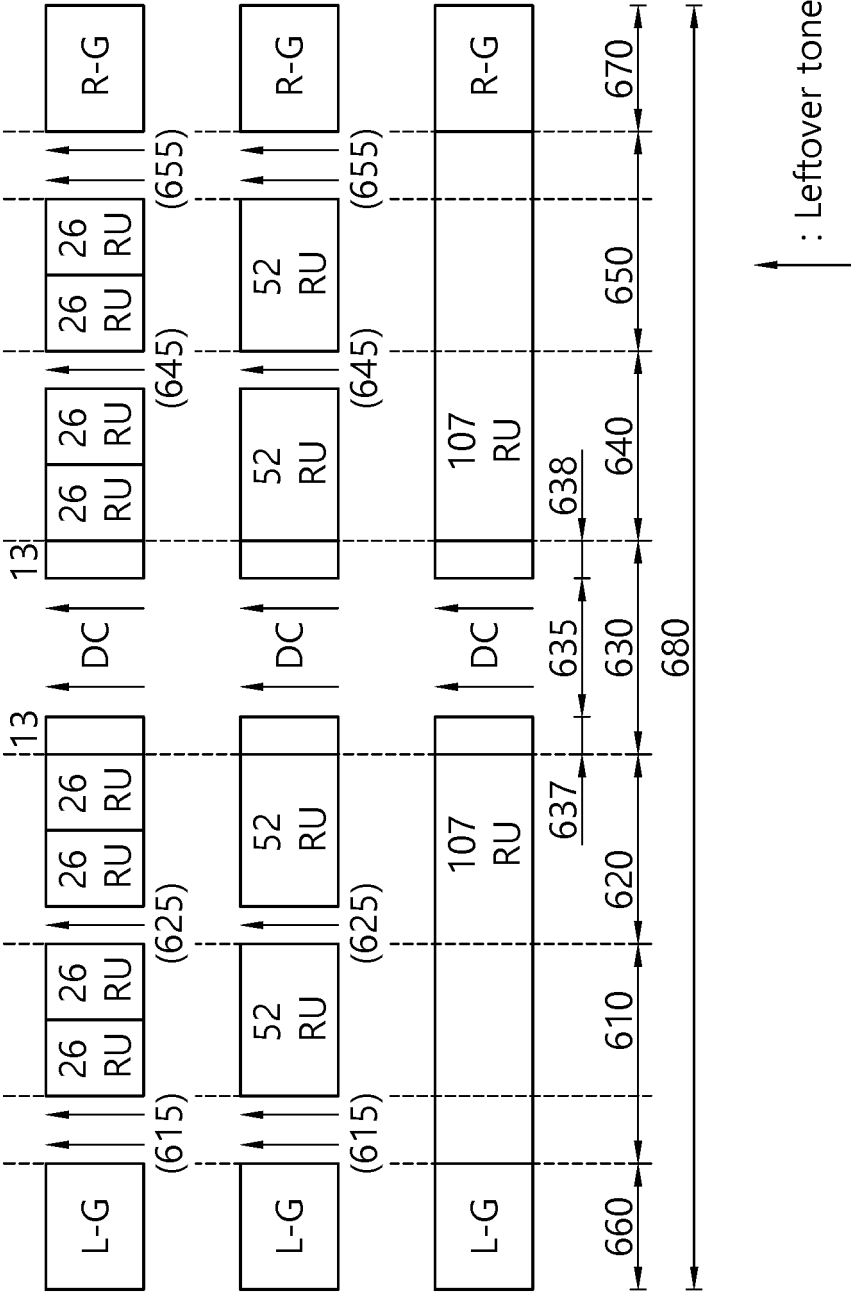 13 13
26 26 26 26 26 26 26 26
L-G DC R-G
RU RU RU RU RU RU RU RU
(615) (625) (645) (655)
52 52 52 52
L-G DC R-G
RU RU RU RU
(615) (625) (645) (655)
107 107
L-G DC R-G
RU RU
637 635 638
660 610 620 630 640 650 670
680
: Leftover tone